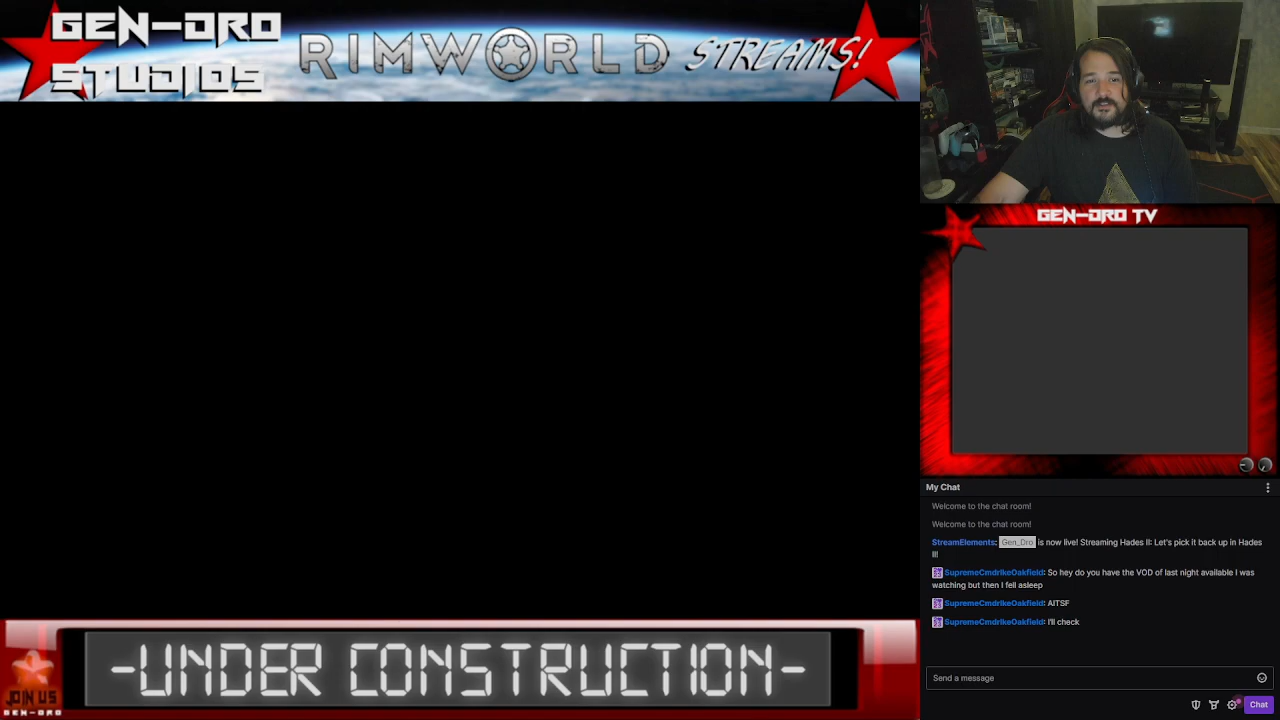 GEN-DRO
STUDIOS
RIMWORLD STREAMS!
GEN-DRO TV
My Chat
Welcome to the chat room!
Welcome to the chat room!
StreamElements: Gen_Dro is now live! Streaming Hades II: Let's pick it back up in Hades
II!
SupremeCmdrIkeOakfield: So hey do you have the VOD of last night available I was
watching but then I fell asleep
SupremeCmdrIkeOakfield: AITSF
SupremeCmdrIkeOakfield: I'll check
Send a message
Chat
-UNDER CONSTRUCTION-
JOIN US
GEN-DRO